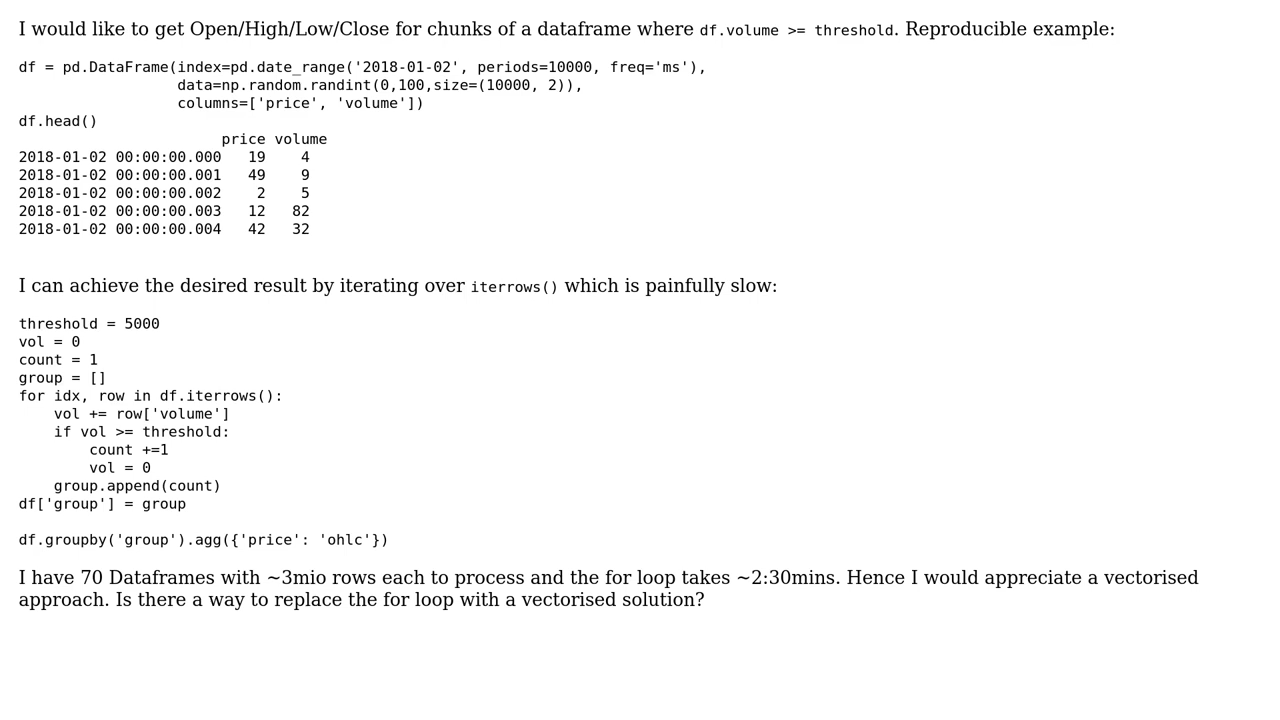 I would like to get Open/High/Low/Close for chunks of a dataframe where df.volume >= threshold. Reproducible example:
df = pd.DataFrame(index=pd.date_range('2018-01-02', periods=10000, freq='ms'),
                  data=np.random.randint(0,100,size=(10000, 2)),
                  columns=['price', 'volume'])
df.head()
                       price volume
2018-01-02 00:00:00.000   19    4
2018-01-02 00:00:00.001   49    9
2018-01-02 00:00:00.002    2    5
2018-01-02 00:00:00.003   12   82
2018-01-02 00:00:00.004   42   32
I can achieve the desired result by iterating over iterrows() which is painfully slow:
threshold = 5000
vol = 0
count = 1
group = []
for idx, row in df.iterrows():
    vol += row['volume']
    if vol >= threshold:
        count +=1
        vol = 0
    group.append(count)
df['group'] = group
df.groupby('group').agg({'price': 'ohlc'})
I have 70 Dataframes with ~3mio rows each to process and the for loop takes ~2:30mins. Hence I would appreciate a vectorised
approach. Is there a way to replace the for loop with a vectorised solution?